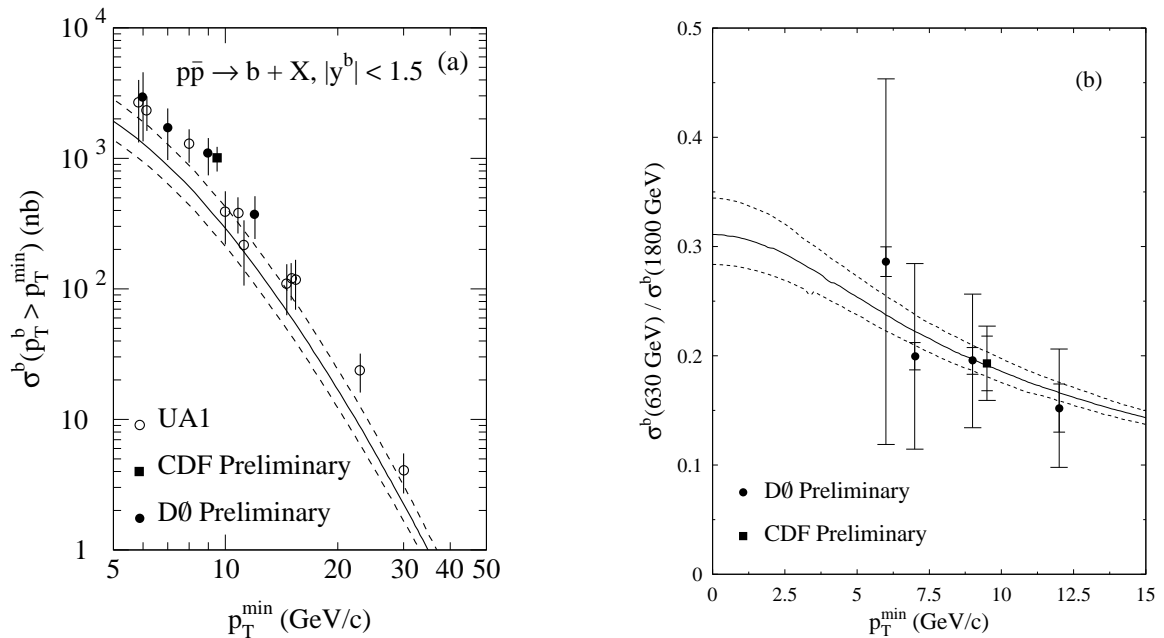 (a)
pp̄ → b + X, |y^b| < 1.5
σ^b(p_T^b > p_T^min) (nb)
10^4
10^3
10^2
10
1
UA1
CDF Preliminary
DØ Preliminary
5 10 20 30 40 50
p_T^min (GeV/c)
(b)
σ^b(630 GeV) / σ^b(1800 GeV)
0.5
0.4
0.3
0.2
0.1
0
DØ Preliminary
CDF Preliminary
0 2.5 5 7.5 10 12.5 15
p_T^min (GeV/c)